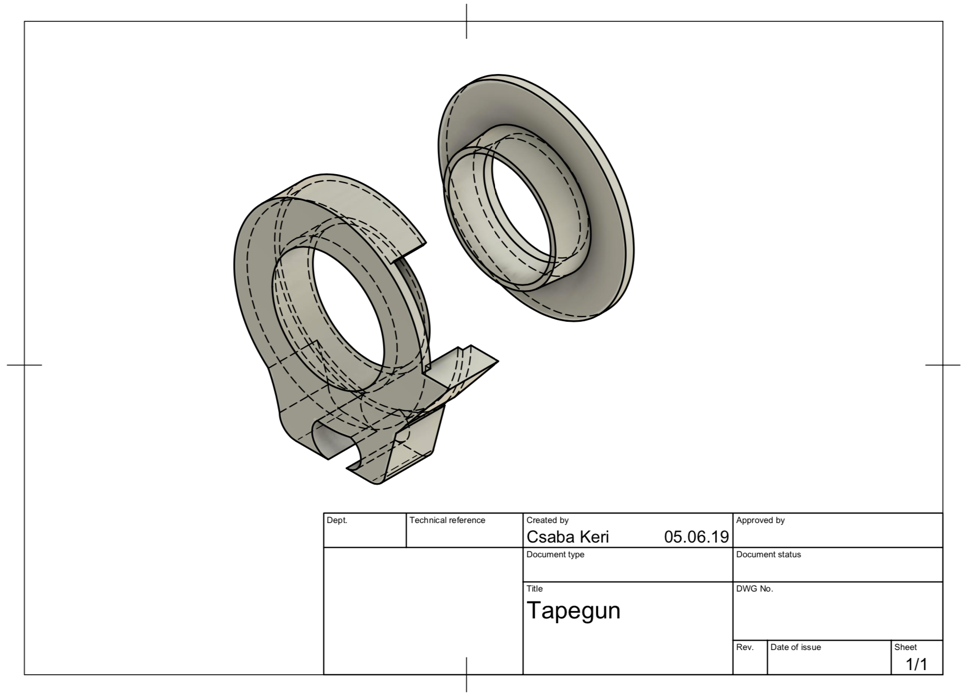 Dept.
Technical reference
Created by
Approved by
Csaba Keri 05.06.19
Document type
Document status
Title
DWG No.
Tapegun
Rev.
Date of issue
Sheet
1/1